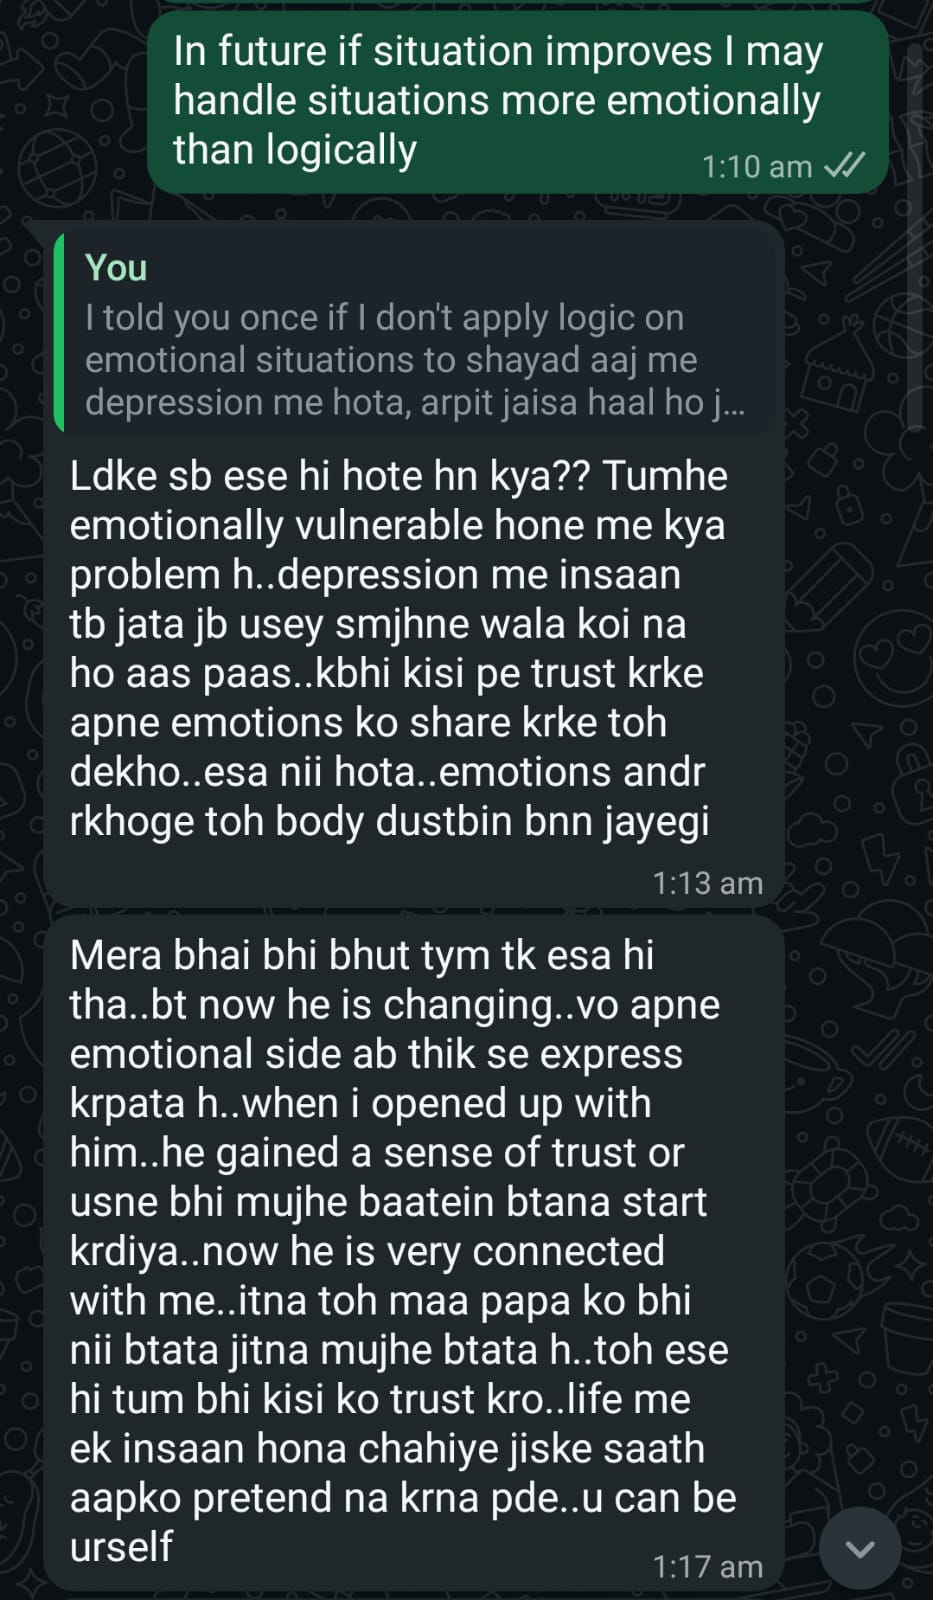 In future if situation improves I may
handle situations more emotionally
than logically
1:10 am
You
I told you once if I don't apply logic on
emotional situations to shayad aaj me
depression me hota, arpit jaisa haal ho j...
Ldke sb ese hi hote hn kya?? Tumhe
emotionally vulnerable hone me kya
problem h..depression me insaan
tb jata jb usey smjhne wala koi na
ho aas paas..kbhi kisi pe trust krke
apne emotions ko share krke toh
dekho..esa nii hota..emotions andr
rkhoge toh body dustbin bnn jayegi
1:13 am
Mera bhai bhi bhut tym tk esa hi
tha..bt now he is changing..vo apne
emotional side ab thik se express
krpata h..when i opened up with
him..he gained a sense of trust or
usne bhi mujhe baatein btana start
krdiya..now he is very connected
with me..itna toh maa papa ko bhi
nii btata jitna mujhe btata h..toh ese
hi tum bhi kisi ko trust kro..life me
ek insaan hona chahiye jiske saath
aapko pretend na krna pde..u can be
urself
1:17 am